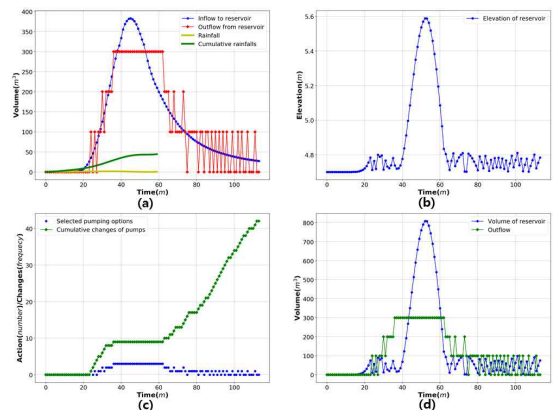 400
350
300
250
200
150
100
50
0
Volume(m³)
Inflow to reservoir
Outflow from reservoir
Rainfall
Cumulative rainfalls
0 20 40 60 80 100
Time(m)
(a)
5.6
5.4
5.2
5.0
4.8
Elevation(m)
Elevation of reservoir
0 20 40 60 80 100
Time(m)
(b)
40
30
20
10
0
Action(number)/Changes(frequency)
Selected pumping options
Cumulative changes of pumps
0 20 40 60 80 100
Time(m)
(c)
800
700
600
500
400
300
200
100
0
Volume(m³)
Volume of reservoir
Outflow
0 20 40 60 80 100
Time(m)
(d)